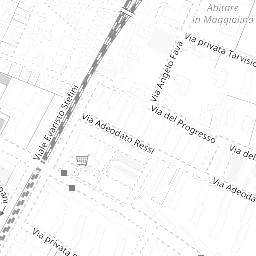 Abitare
in Maggiolina
Via privata Tarvisio
Via Angelo Fava
Viale Evaristo Stefini
Via del Progresso
Via Adeodato Ressi
Via del
Via Adeoda
Via privata